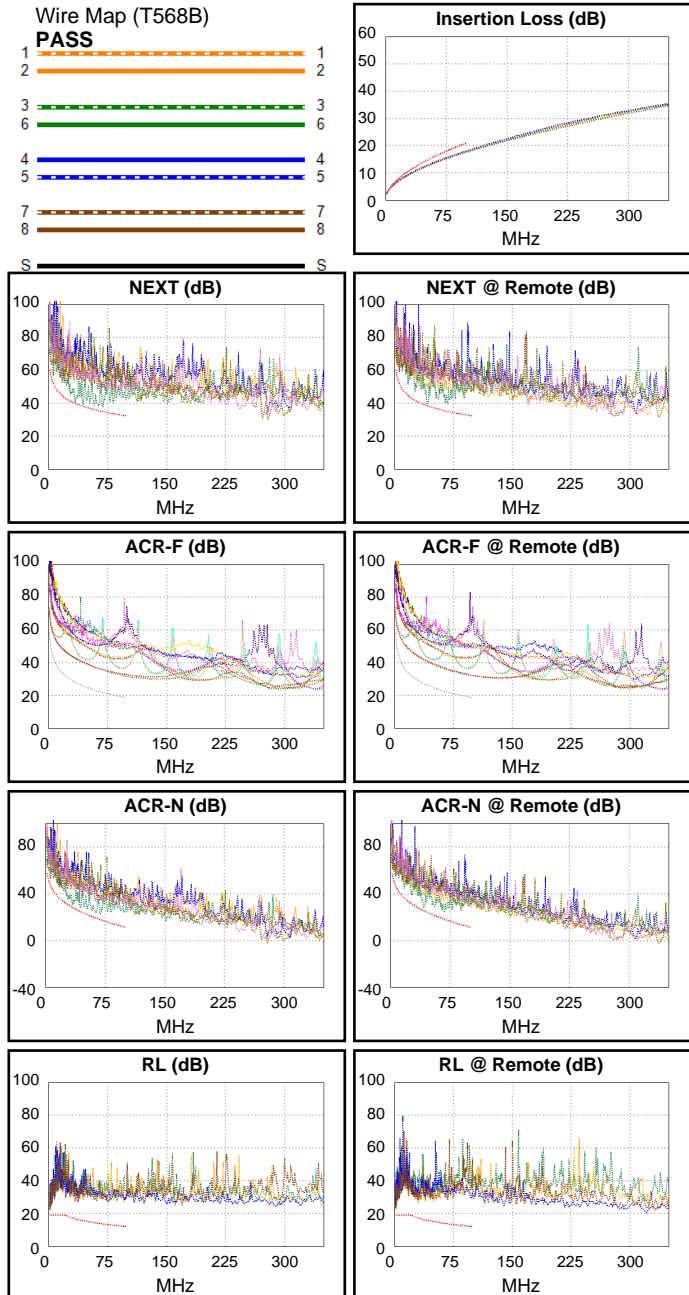 Wire Map (T568B)
PASS
1 1
2 2
3 3
6 6
4 4
5 5
7 7
8 8
S S
Insertion Loss (dB)
60
50
40
30
20
10
0
0 75 150 225 300
MHz
NEXT (dB)
100
80
60
40
20
0
0 75 150 225 300
MHz
NEXT @ Remote (dB)
100
80
60
40
20
0
0 75 150 225 300
MHz
ACR-F (dB)
100
80
60
40
20
0
0 75 150 225 300
MHz
ACR-F @ Remote (dB)
100
80
60
40
20
0
0 75 150 225 300
MHz
ACR-N (dB)
80
40
0
-40
0 75 150 225 300
MHz
ACR-N @ Remote (dB)
80
40
0
-40
0 75 150 225 300
MHz
RL (dB)
100
80
60
40
20
0
0 75 150 225 300
MHz
RL @ Remote (dB)
100
80
60
40
20
0
0 75 150 225 300
MHz